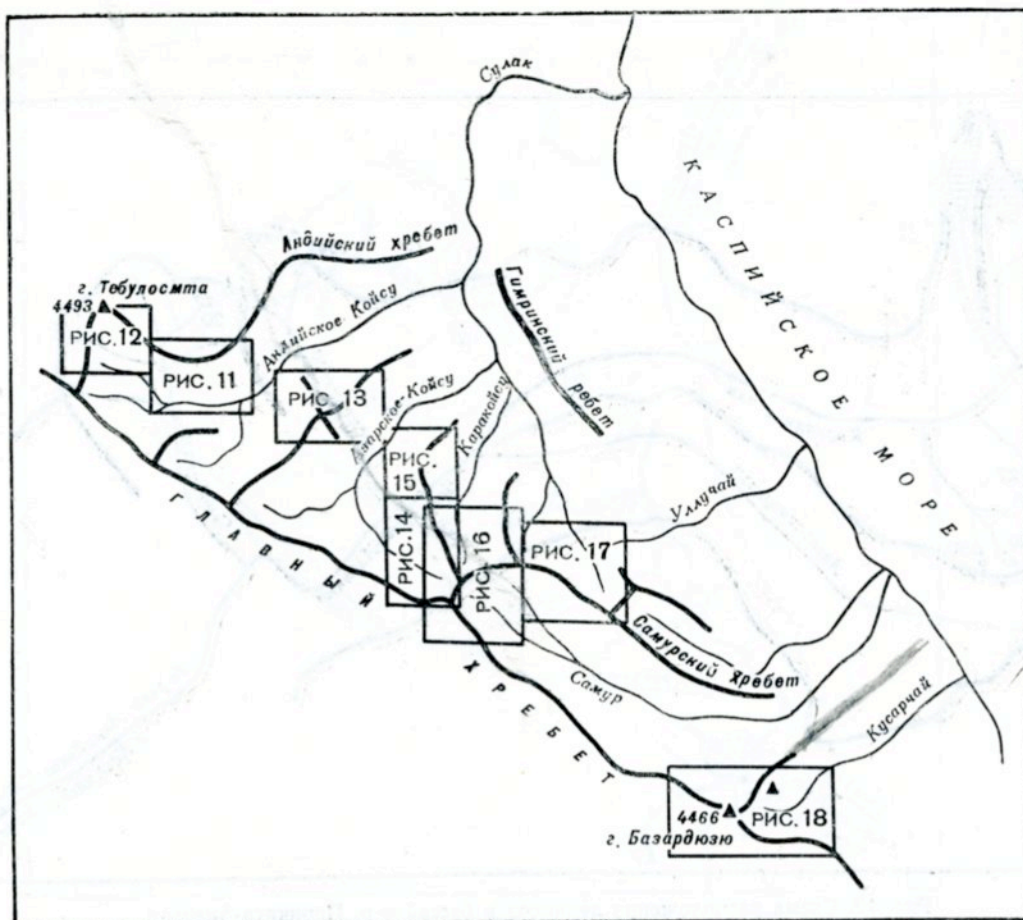 Сулак
КАСПИЙСКОЕ МОРЕ
Андийский хребет
г. Тебулосмта
4493
РИС. 12
РИС. 11
Андийское Койсу
Гимринский
ребет
РИС. 13
Аварское Койсу
Каракойсу
РИС. 15
Уллучай
РИС. 14
РИС. 16
РИС. 17
ГЛАВНЫЙ ХРЕБЕТ
Самурский хребет
Самур
Кусарчай
4466
РИС. 18
г. Базардюзю